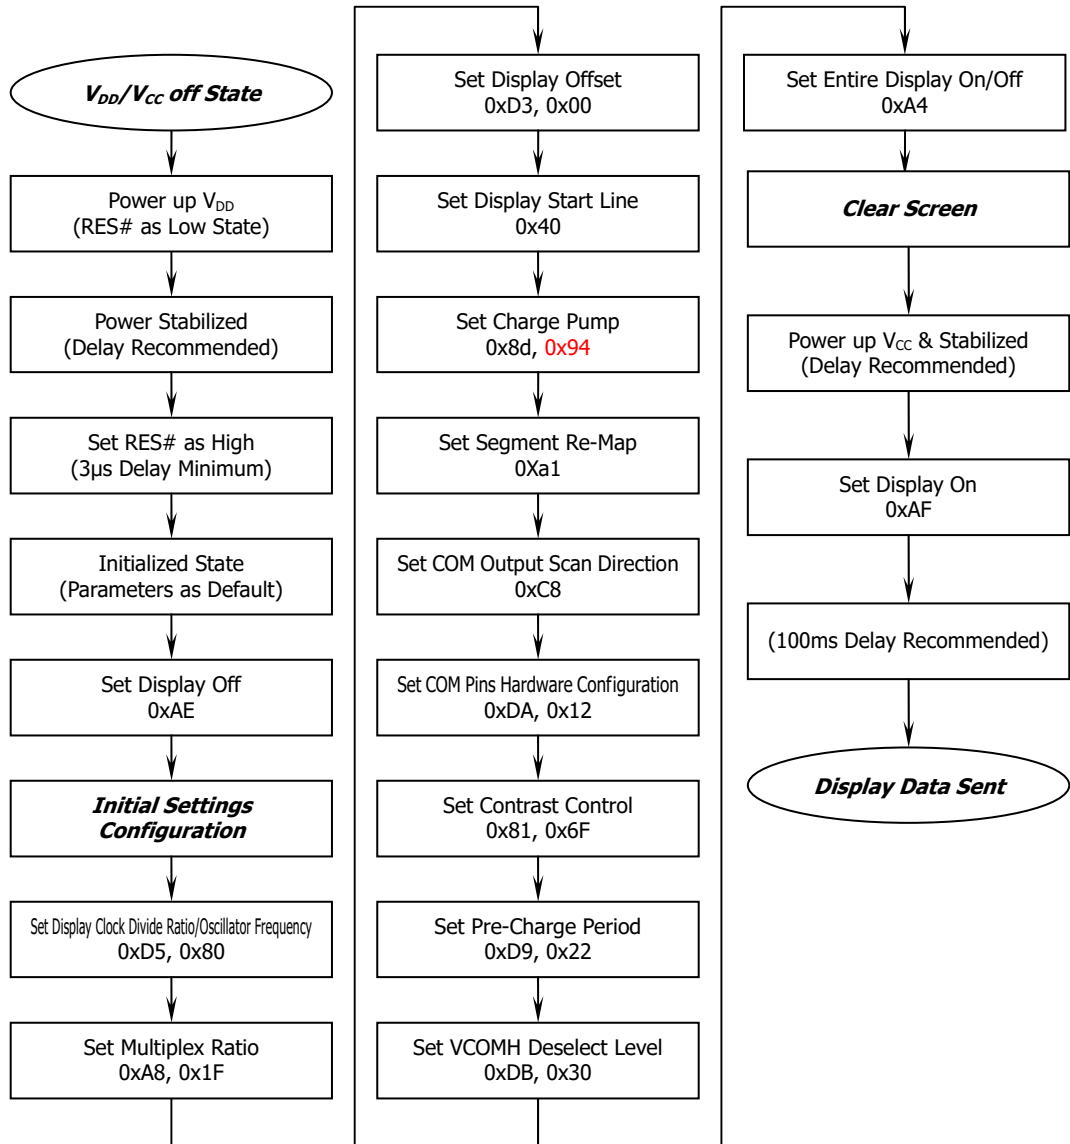 V_DD/V_CC off State
Power up V_DD
(RES# as Low State)
Power Stabilized
(Delay Recommended)
Set RES# as High
(3μs Delay Minimum)
Initialized State
(Parameters as Default)
Set Display Off
0xAE
Initial Settings
Configuration
Set Display Clock Divide Ratio/Oscillator Frequency
0xD5, 0x80
Set Multiplex Ratio
0xA8, 0x1F
Set Display Offset
0xD3, 0x00
Set Display Start Line
0x40
Set Charge Pump
0x8d, 0x94
Set Segment Re-Map
0Xa1
Set COM Output Scan Direction
0xC8
Set COM Pins Hardware Configuration
0xDA, 0x12
Set Contrast Control
0x81, 0x6F
Set Pre-Charge Period
0xD9, 0x22
Set VCOMH Deselect Level
0xDB, 0x30
Set Entire Display On/Off
0xA4
Clear Screen
Power up V_CC & Stabilized
(Delay Recommended)
Set Display On
0xAF
(100ms Delay Recommended)
Display Data Sent